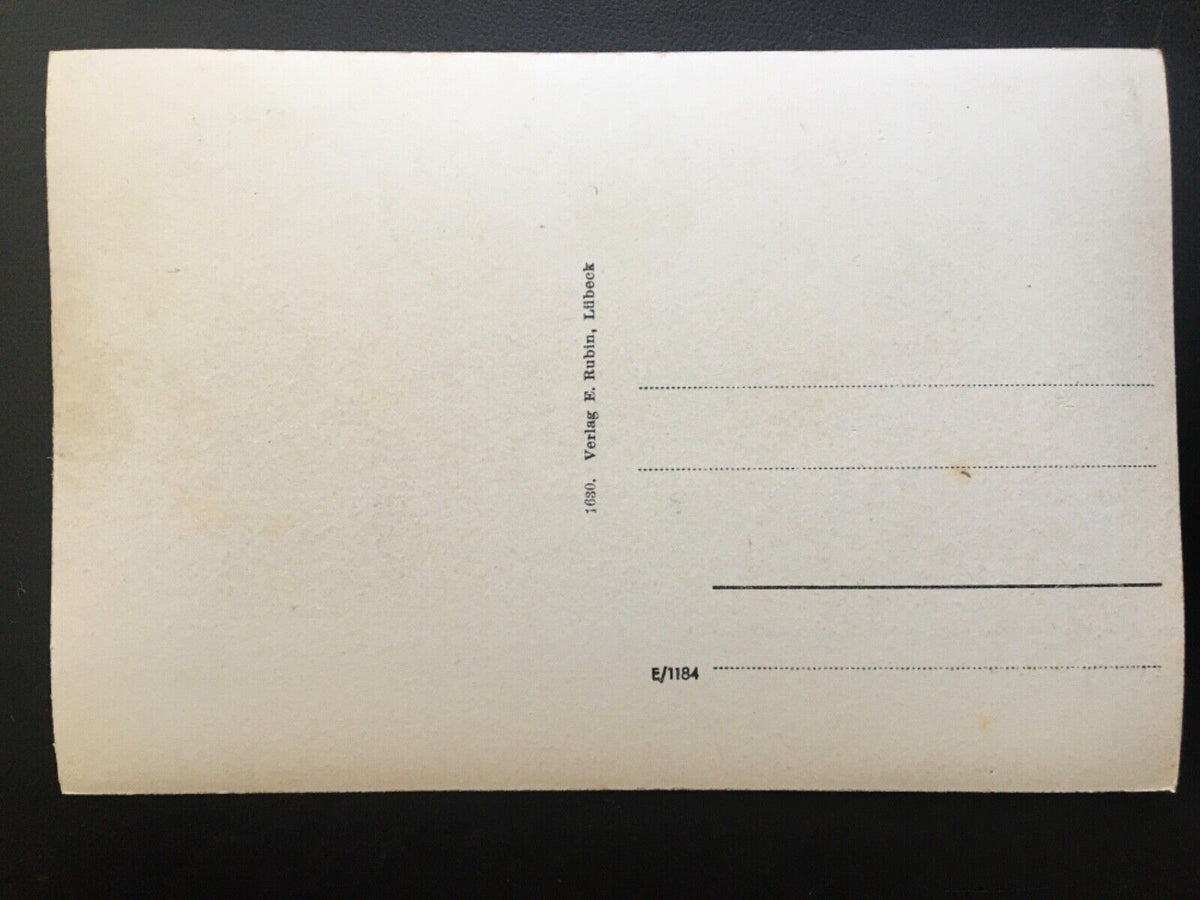 1630. Verlag E. Rubin, Lübeck
E/1184